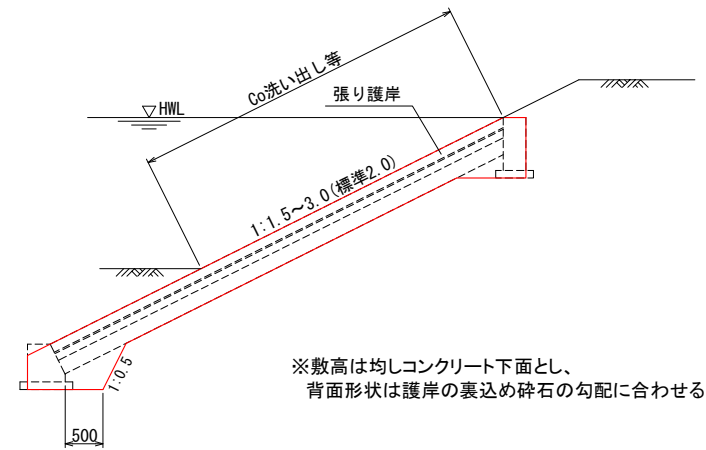 Co洗い出し等
張り護岸
HWL
1:1.5～3.0(標準2.0)
1:0.5
※敷高は均しコンクリート下面とし、
背面形状は護岸の裏込め砕石の勾配に合わせる
500